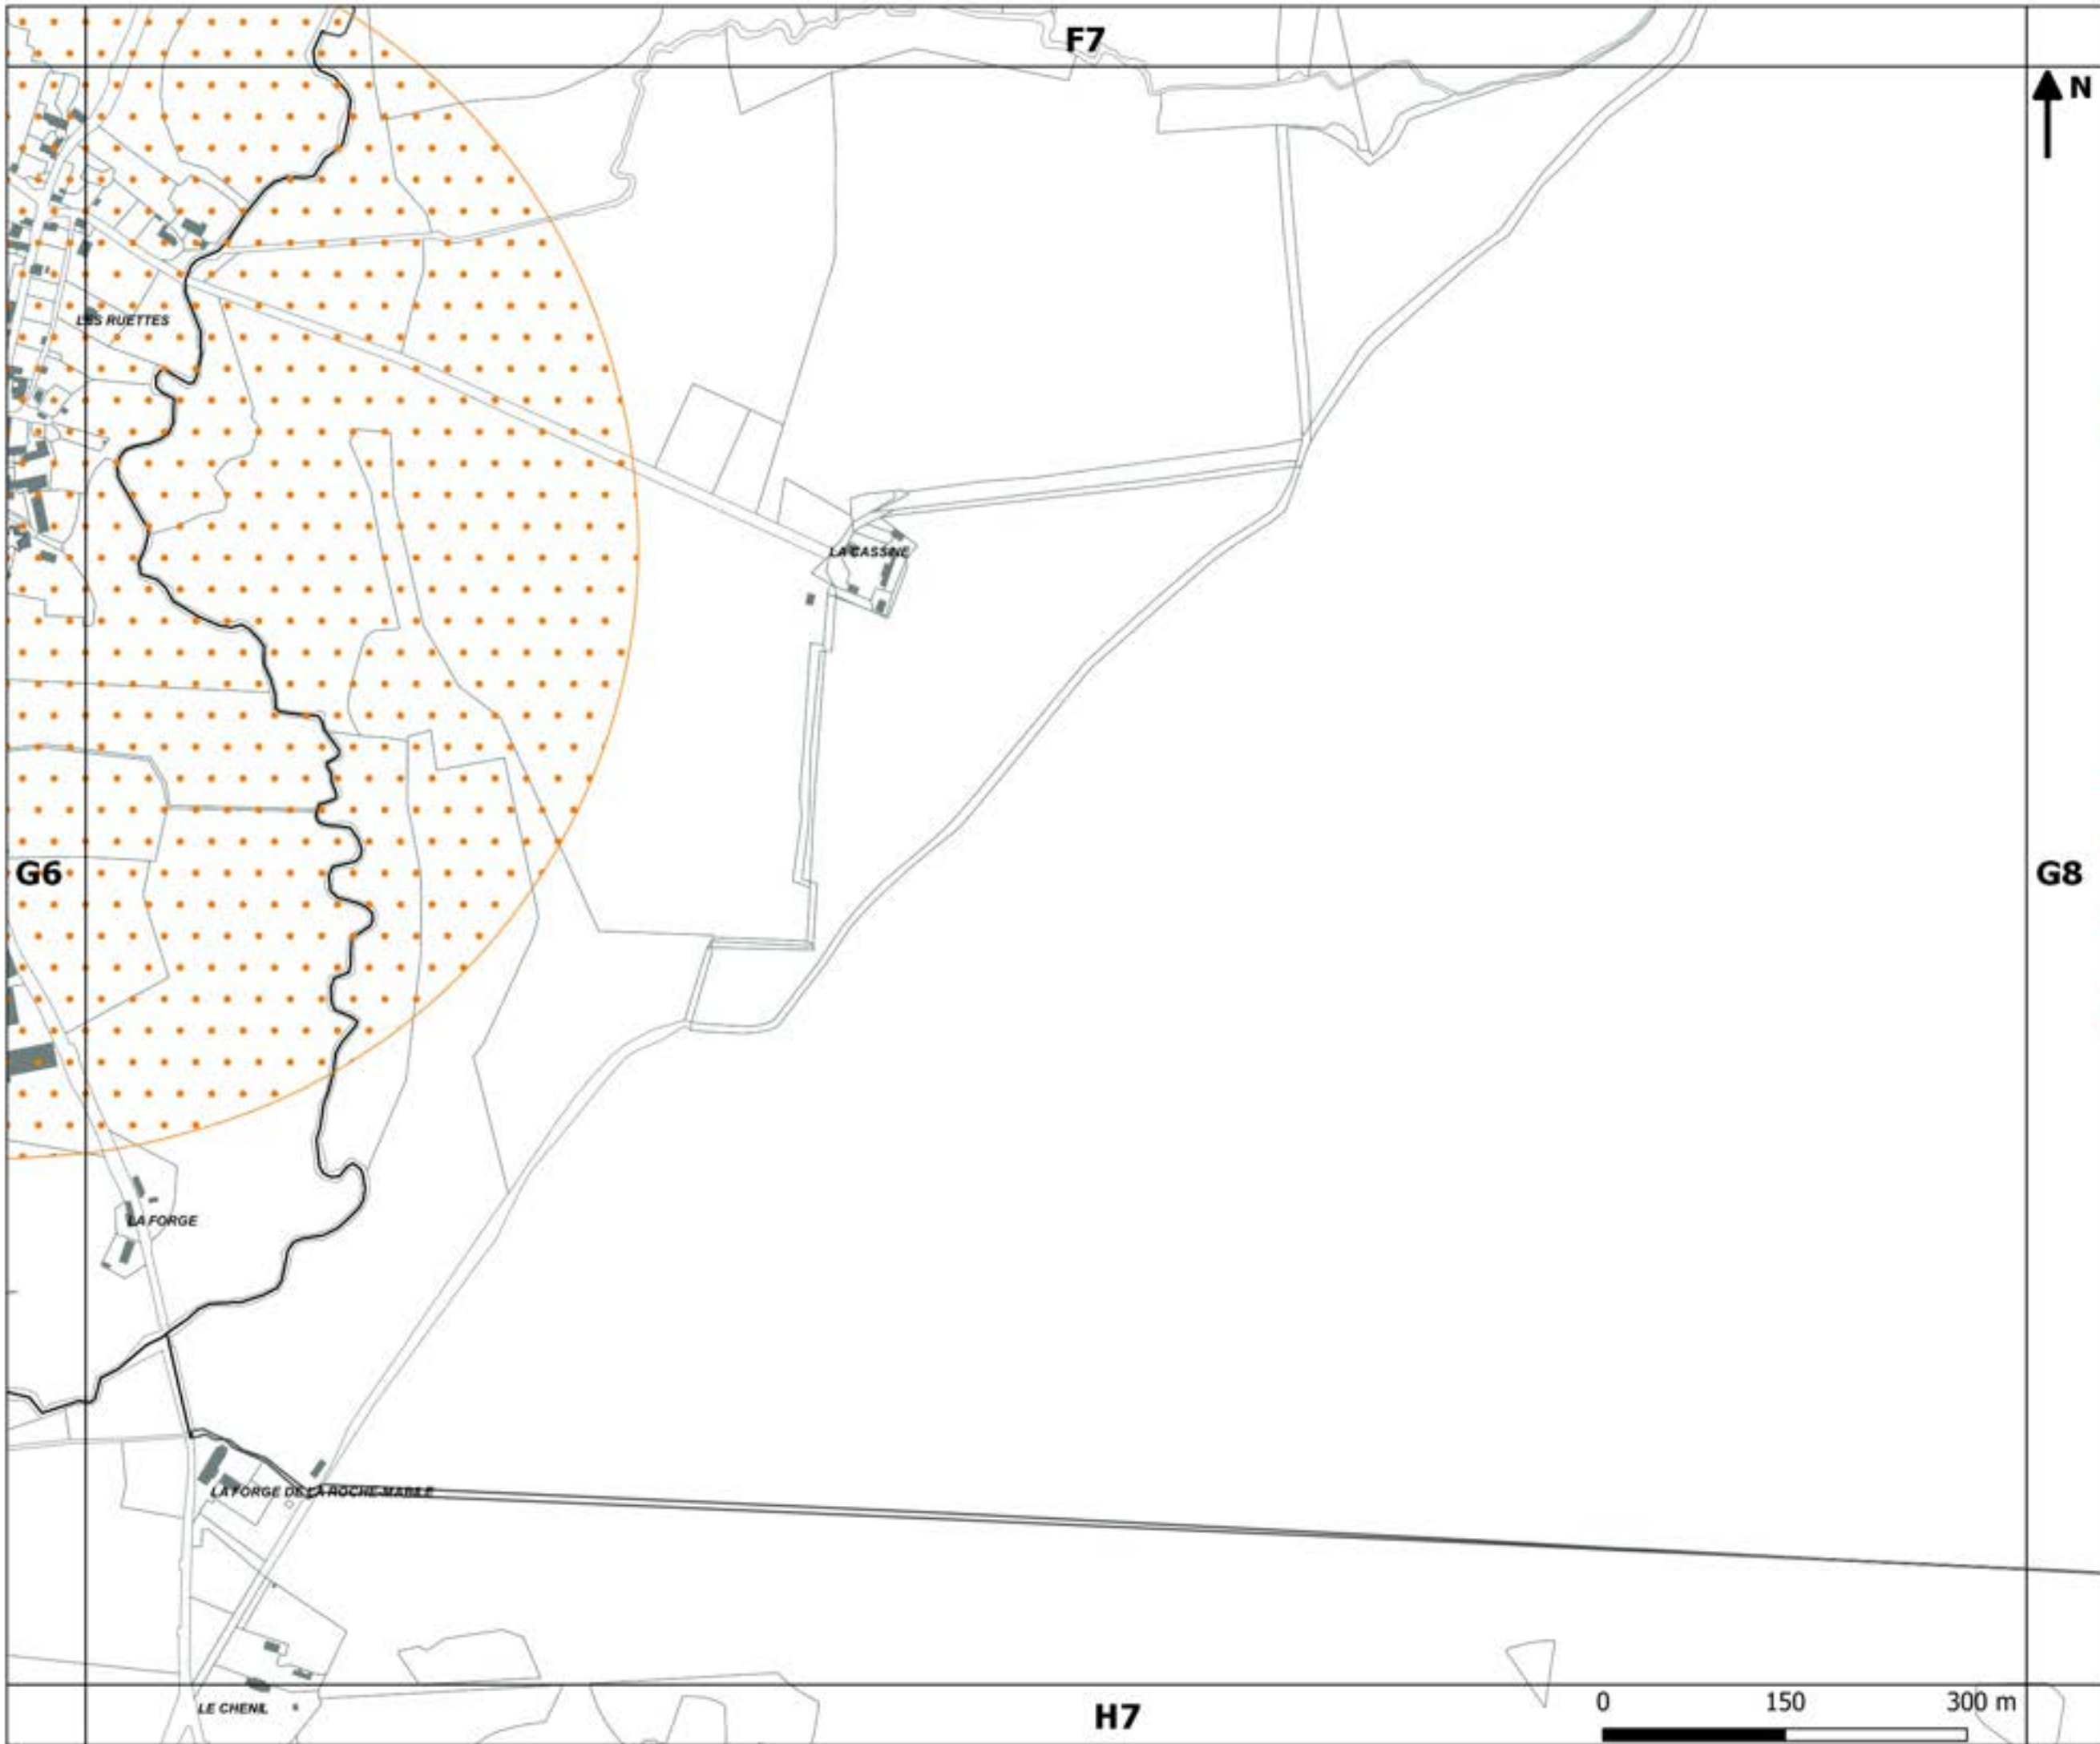 F7
N
LES RUETTES
LA CASSINE
G6
G8
LA FORGE
LA FORGE DE LA ROCHE-MABILE
LE CHENIL
H7
0 150 300 m